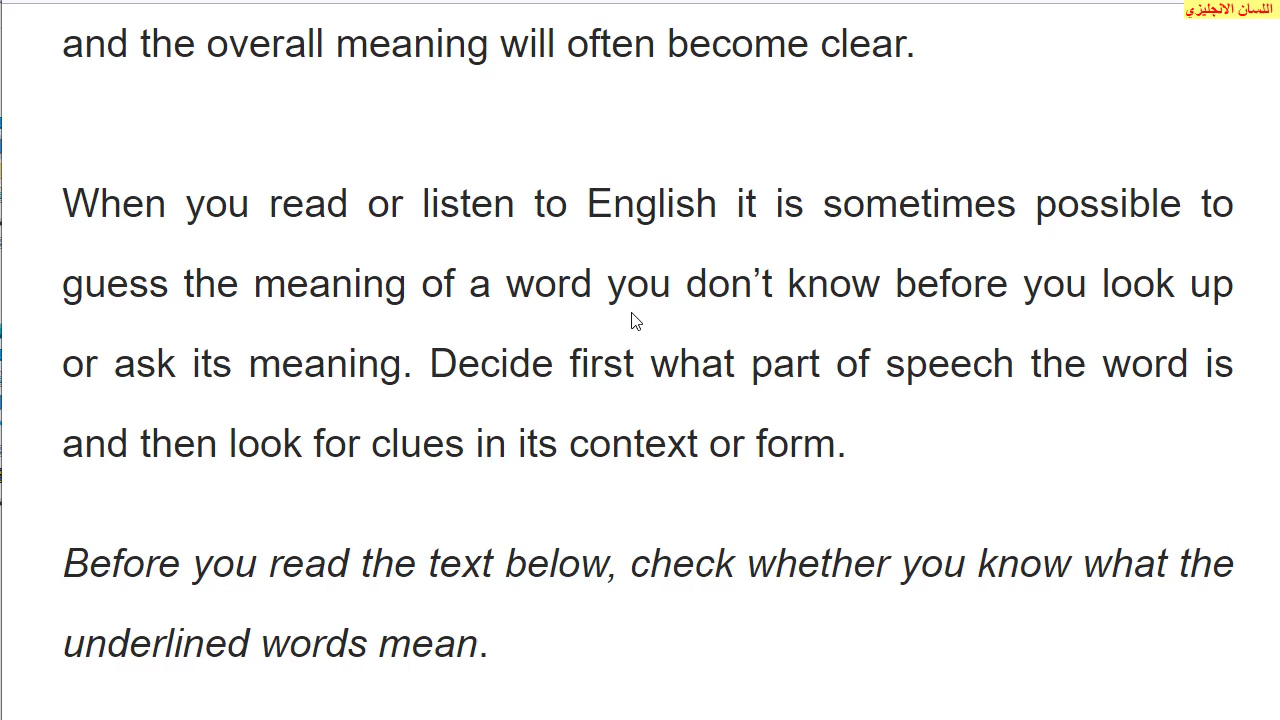 اللسان الانجليزي
and the overall meaning will often become clear.
When you read or listen to English it is sometimes possible to
guess the meaning of a word you don’t know before you look up
or ask its meaning. Decide first what part of speech the word is
and then look for clues in its context or form.
Before you read the text below, check whether you know what the
underlined words mean.